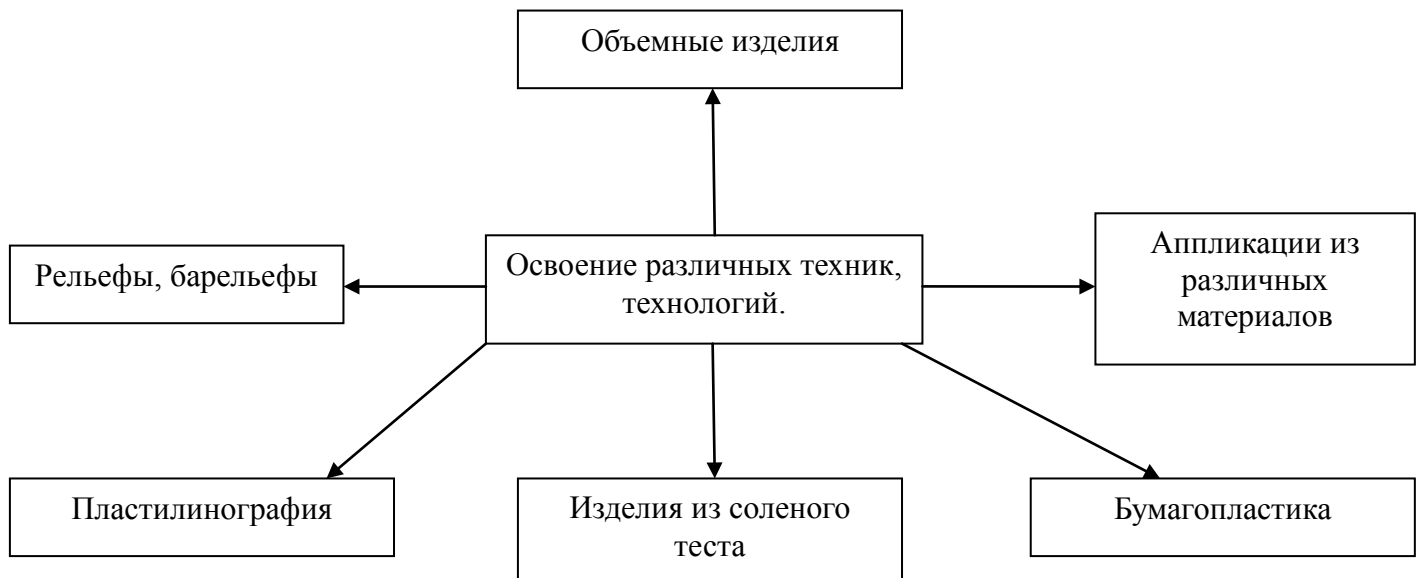 Объемные изделия
Рельефы, барельефы
Освоение различных техник,
технологий.
Аппликации из
различных
материалов
Пластилинография
Изделия из соленого
теста
Бумагопластика